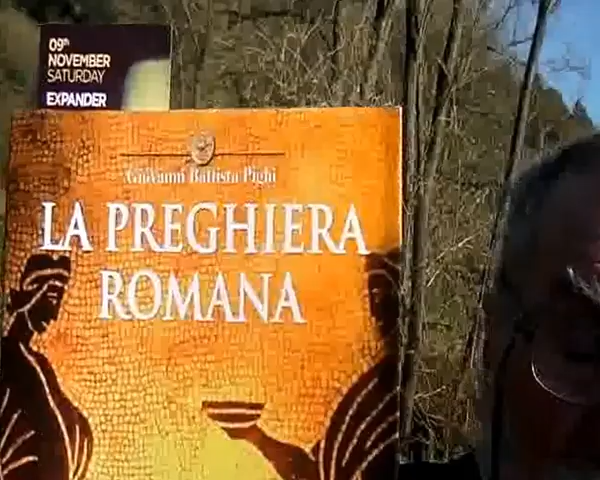 09th
NOVEMBER
SATURDAY
EXPANDER
Giovanni Battista Pighi
LA PREGHIERA
ROMANA